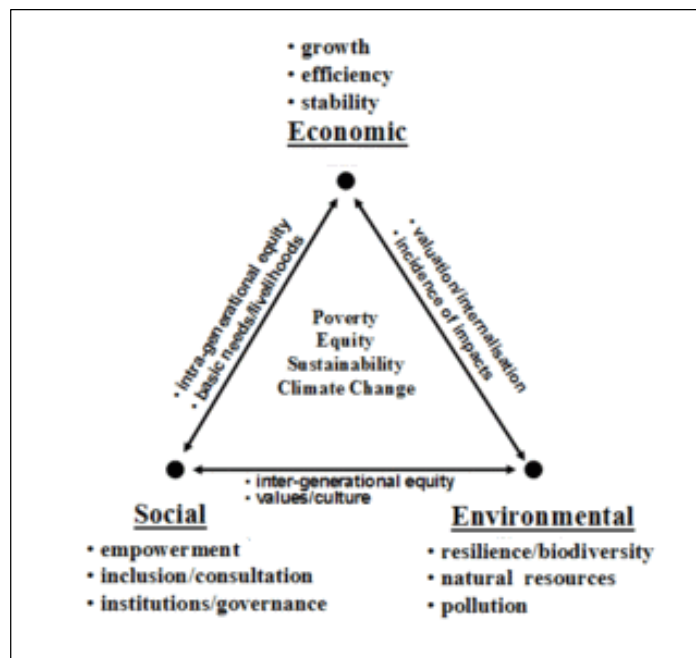 • growth
• efficiency
• stability
Economic
• intra-generational equity
• basic needs/livelihoods
• valuation/internalisation
• incidence of impacts
Poverty
Equity
Sustainability
Climate Change
• inter-generational equity
• values/culture
Social
• empowerment
• inclusion/consultation
• institutions/governance
Environmental
• resilience/biodiversity
• natural resources
• pollution